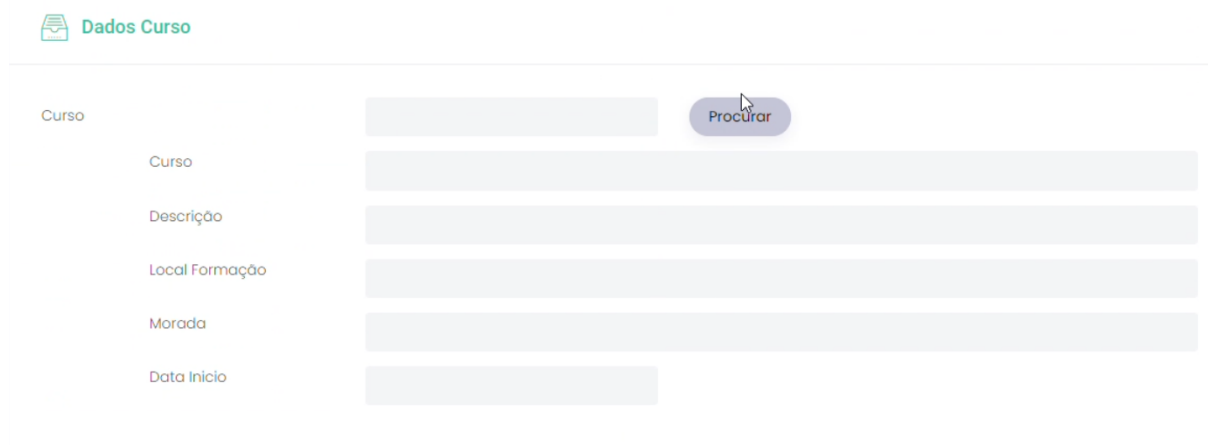 Dados Curso
Curso
Procurar
Curso
Descrição
Local Formação
Morada
Data Inicio